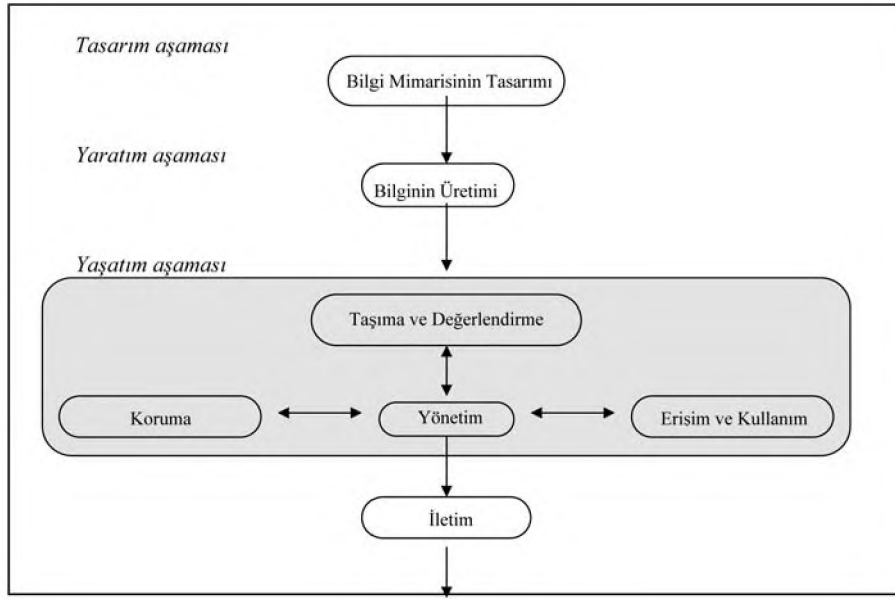 Tasarım aşaması
Bilgi Mimarisinin Tasarımı
Yaratım aşaması
Bilginin Üretimi
Yaşatım aşaması
Taşıma ve Değerlendirme
Koruma
Yönetim
Erisim ve Kullanım
İletim